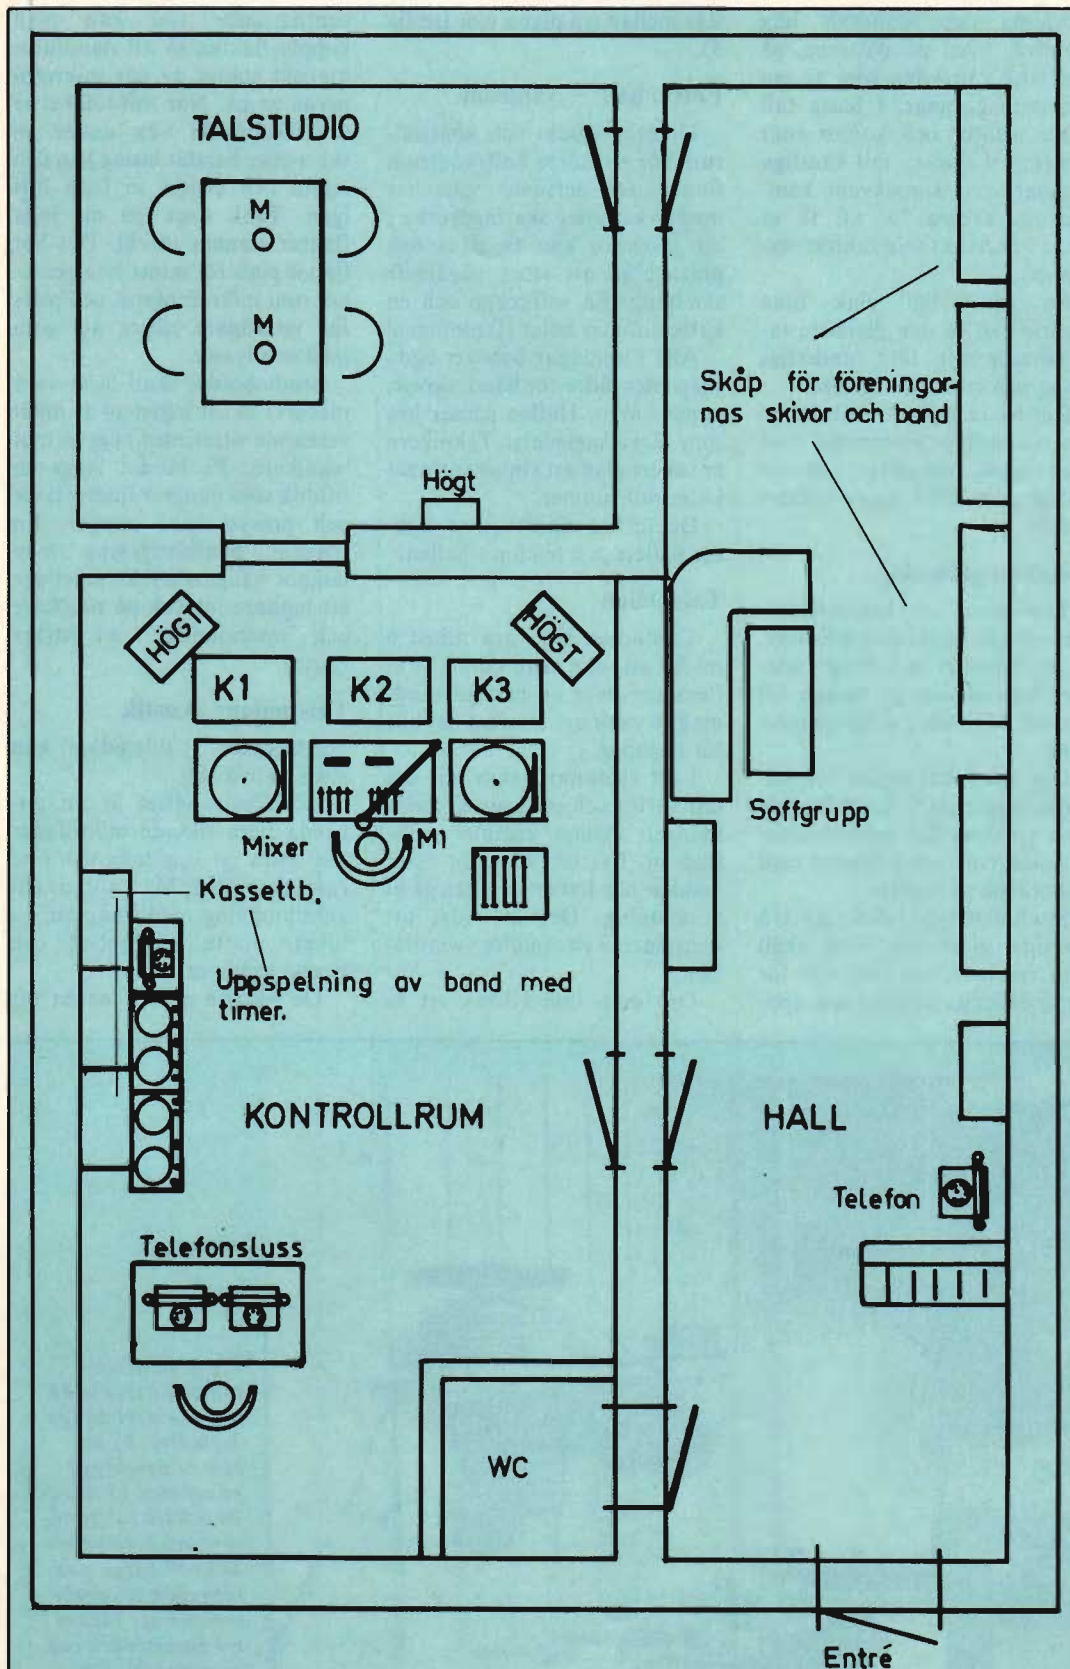 TALSTUDIO
M
M
Högt
Skåp för föreningar-
nas skivor och band
HÖGT
HÖGT
K1
K2
K3
Soffgrupp
Mixer
M1
Kassettb.
Uppspelning av band med
timer.
KONTROLLRUM
HALL
Telefon
Telefonsluss
WC
Entré